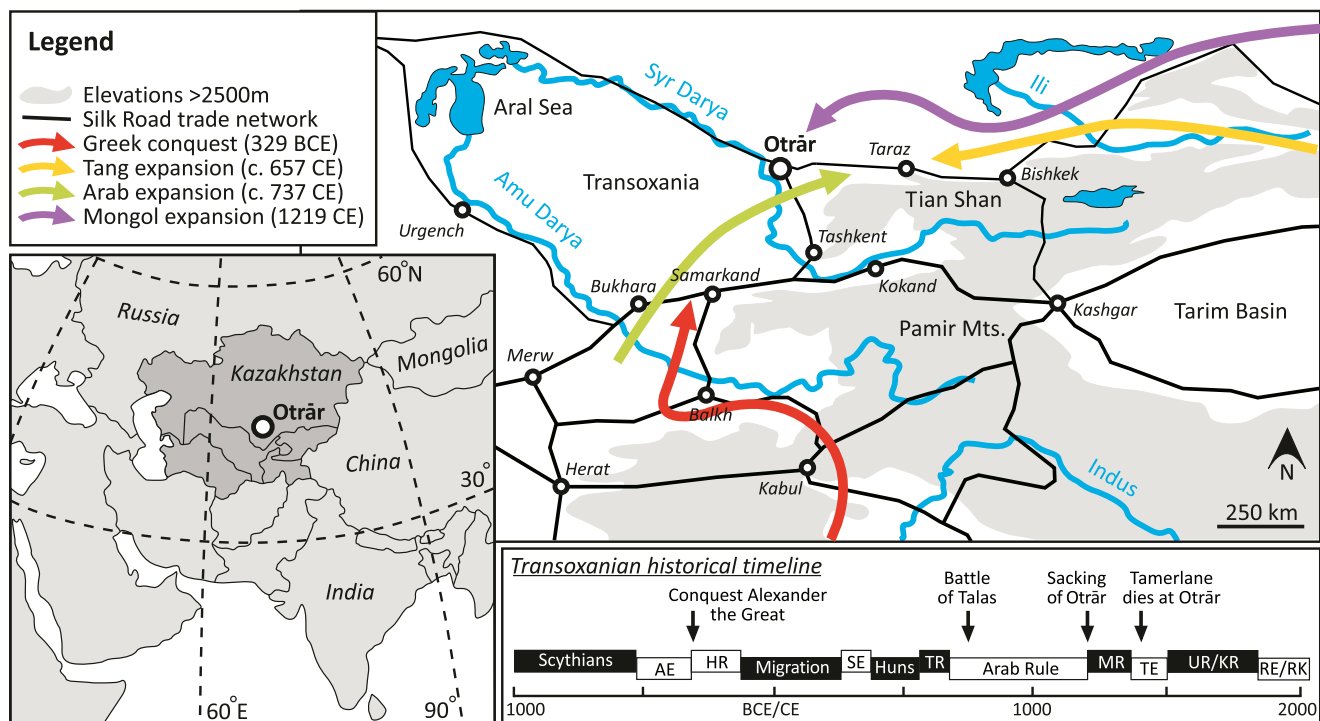 Legend
Elevations >2500m
Silk Road trade network
Greek conquest (329 BCE)
Tang expansion (c. 657 CE)
Arab expansion (c. 737 CE)
Mongol expansion (1219 CE)
Aral Sea
Syr Darya
Ili
Otrār
Taraz
Bishkek
Transoxania
Tian Shan
Amu Darya
Urgench
Tashkent
Bukhara
Samarkand
Kokand
Kashgar
Tarim Basin
Pamir Mts.
Merw
Balkh
Herat
Kabul
Indus
N
250 km
60°N
Russia
Mongolia
Kazakhstan
Otrār
China
30°
India
60°E
90°
Transoxanian historical timeline
Conquest Alexander
the Great
Battle
of Talas
Sacking
of Otrār
Tamerlane
dies at Otrār
Scythians
AE
HR
Migration
SE
Huns
TR
Arab Rule
MR
TE
UR/KR
RE/RK
1000
BCE/CE
1000
2000